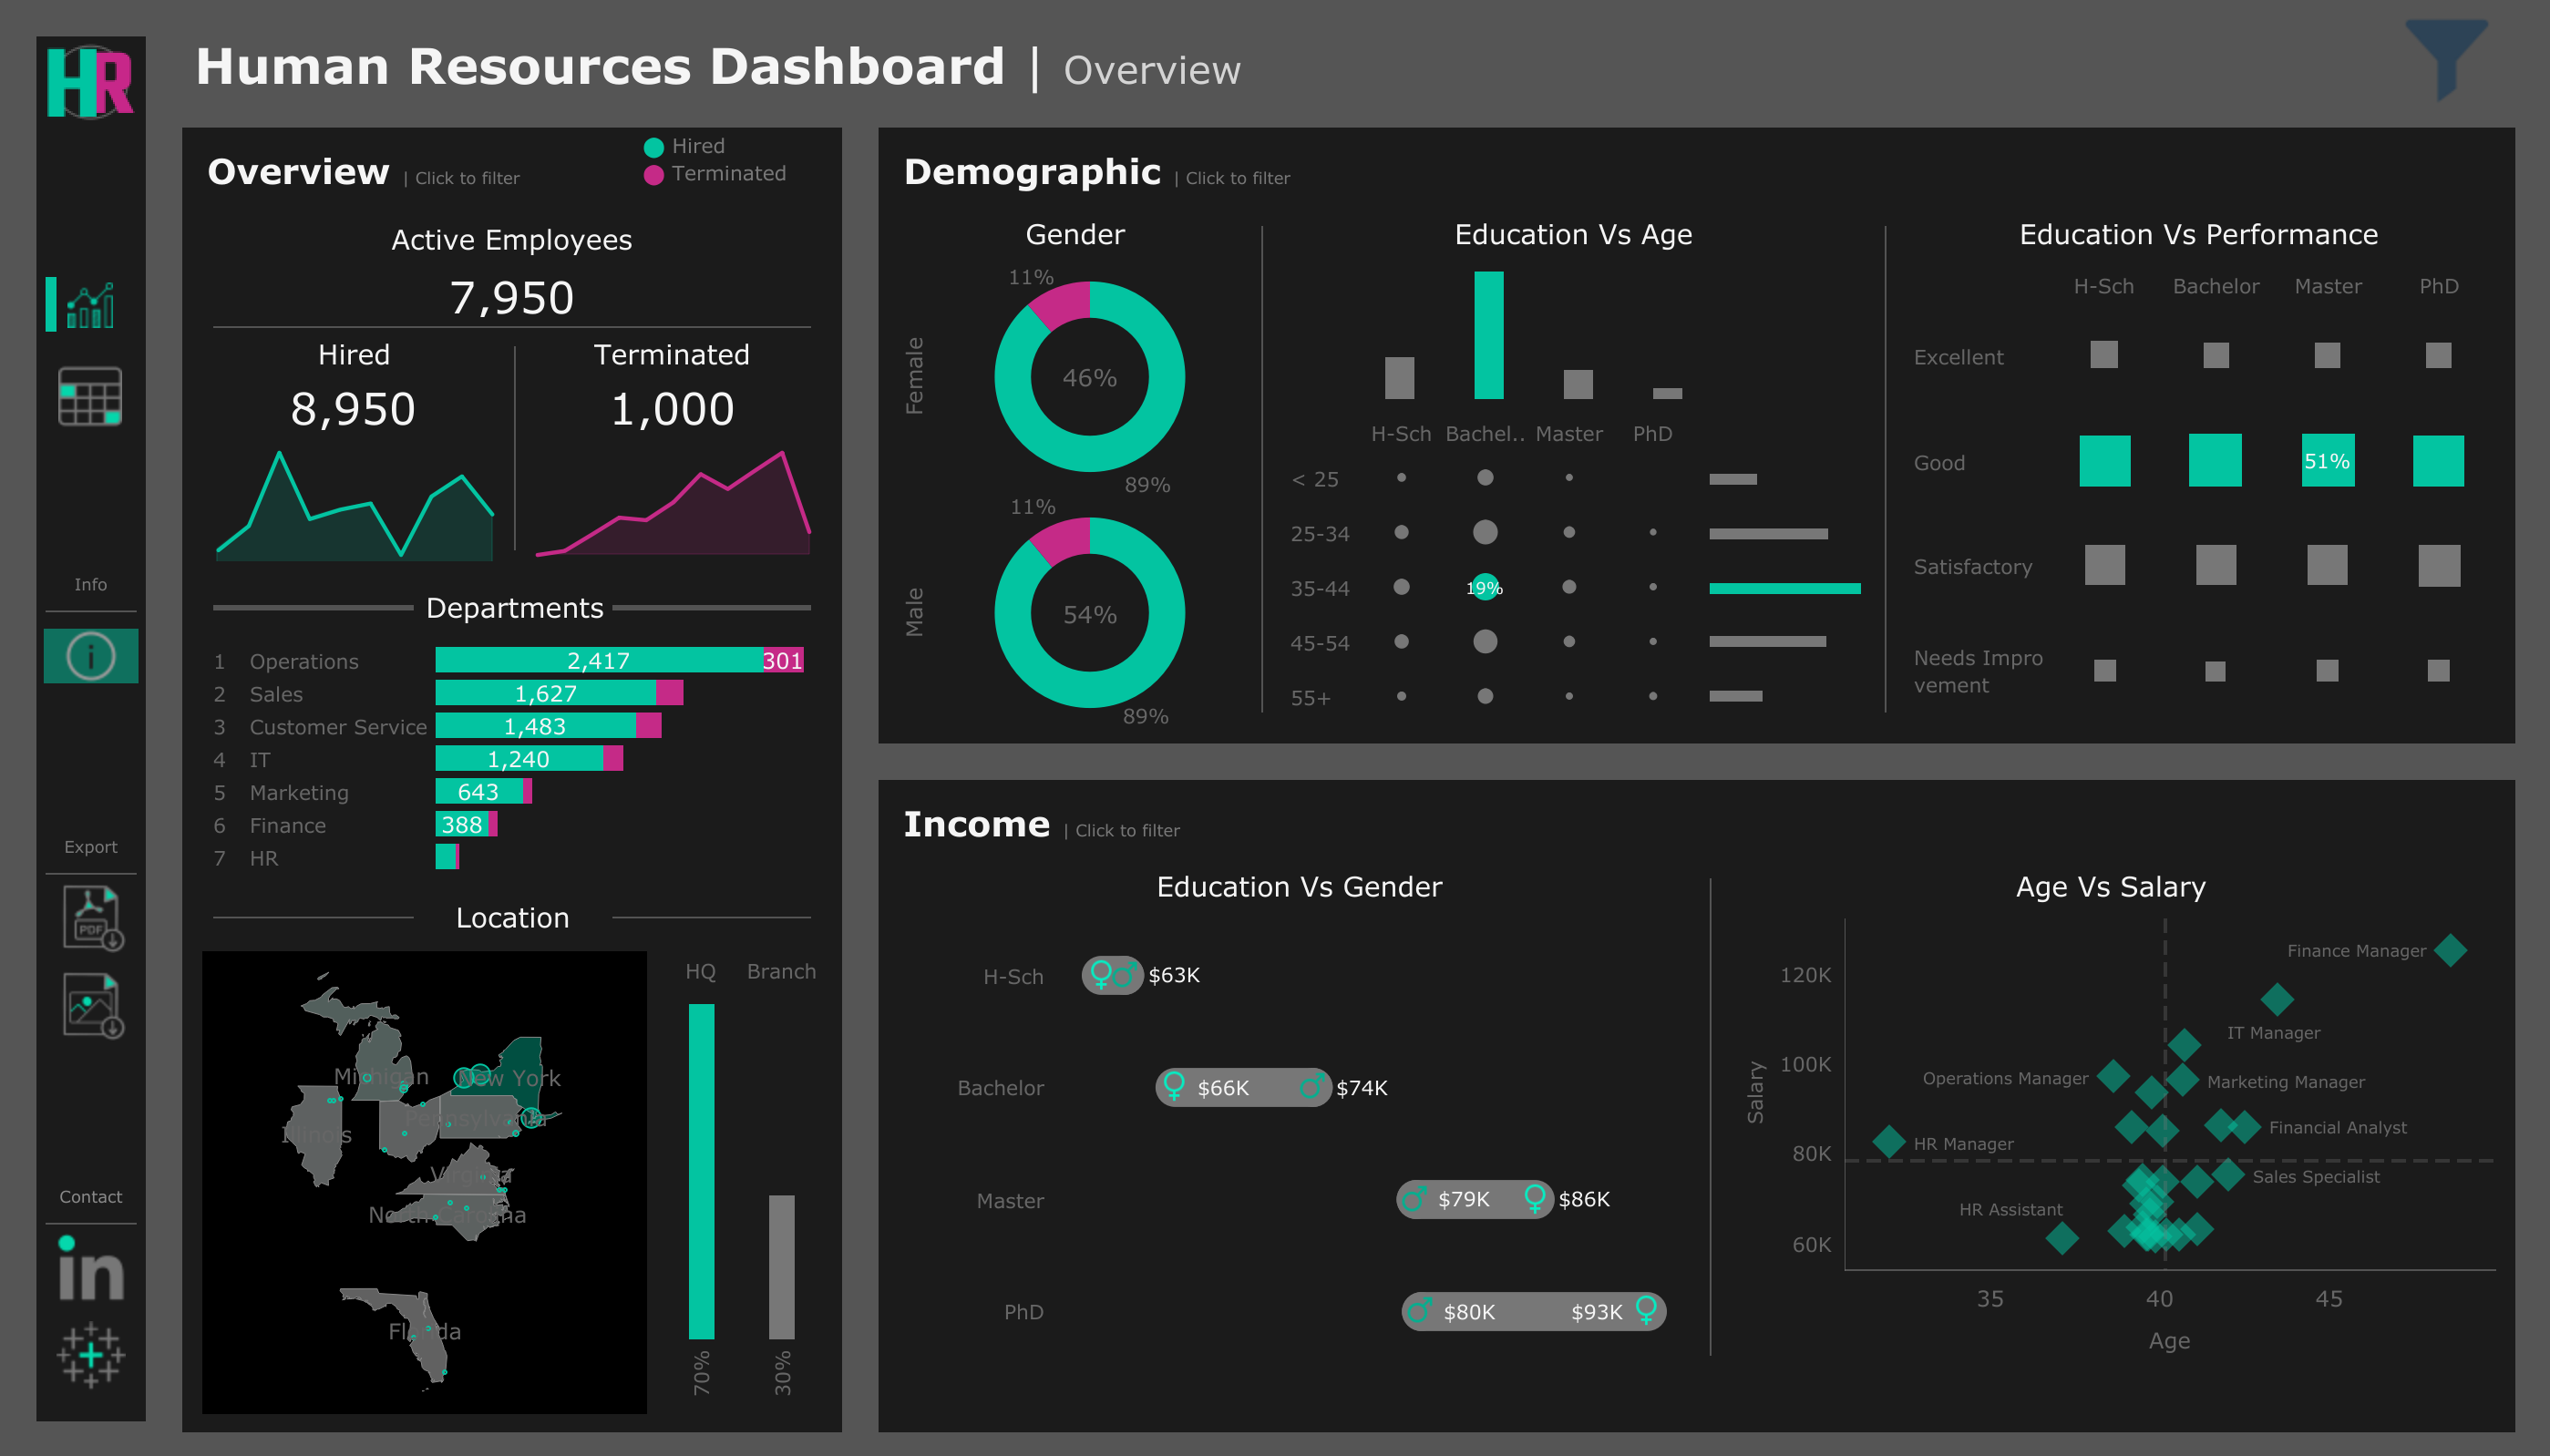 HR
Human Resources Dashboard | Overview
Overview | Click to filter
Hired
Terminated
Active Employees
7,950
Hired
8,950
Terminated
1,000
Departments
1 Operations 2,417 301
2 Sales 1,627
3 Customer Service 1,483
4 IT 1,240
5 Marketing 643
6 Finance 388
7 HR
Location
Michigan
New York
Pennsylvania
Illinois
Virginia
North Carolina
Florida
HQ Branch
70% 30%
Info
i
Export
PDF
Contact
in
Demographic | Click to filter
Gender
Female
11%
46%
89%
Male
11%
54%
89%
Education Vs Age
H-Sch Bachel.. Master PhD
< 25
25-34
35-44 19%
45-54
55+
Education Vs Performance
H-Sch Bachelor Master PhD
Excellent
Good 51%
Satisfactory
Needs Impro
vement
Income | Click to filter
Education Vs Gender
H-Sch $63K
Bachelor $66K $74K
Master $79K $86K
PhD $80K $93K
Age Vs Salary
Salary
120K
100K
80K
60K
Finance Manager
IT Manager
Operations Manager
Marketing Manager
Financial Analyst
HR Manager
Sales Specialist
HR Assistant
35 40 45
Age